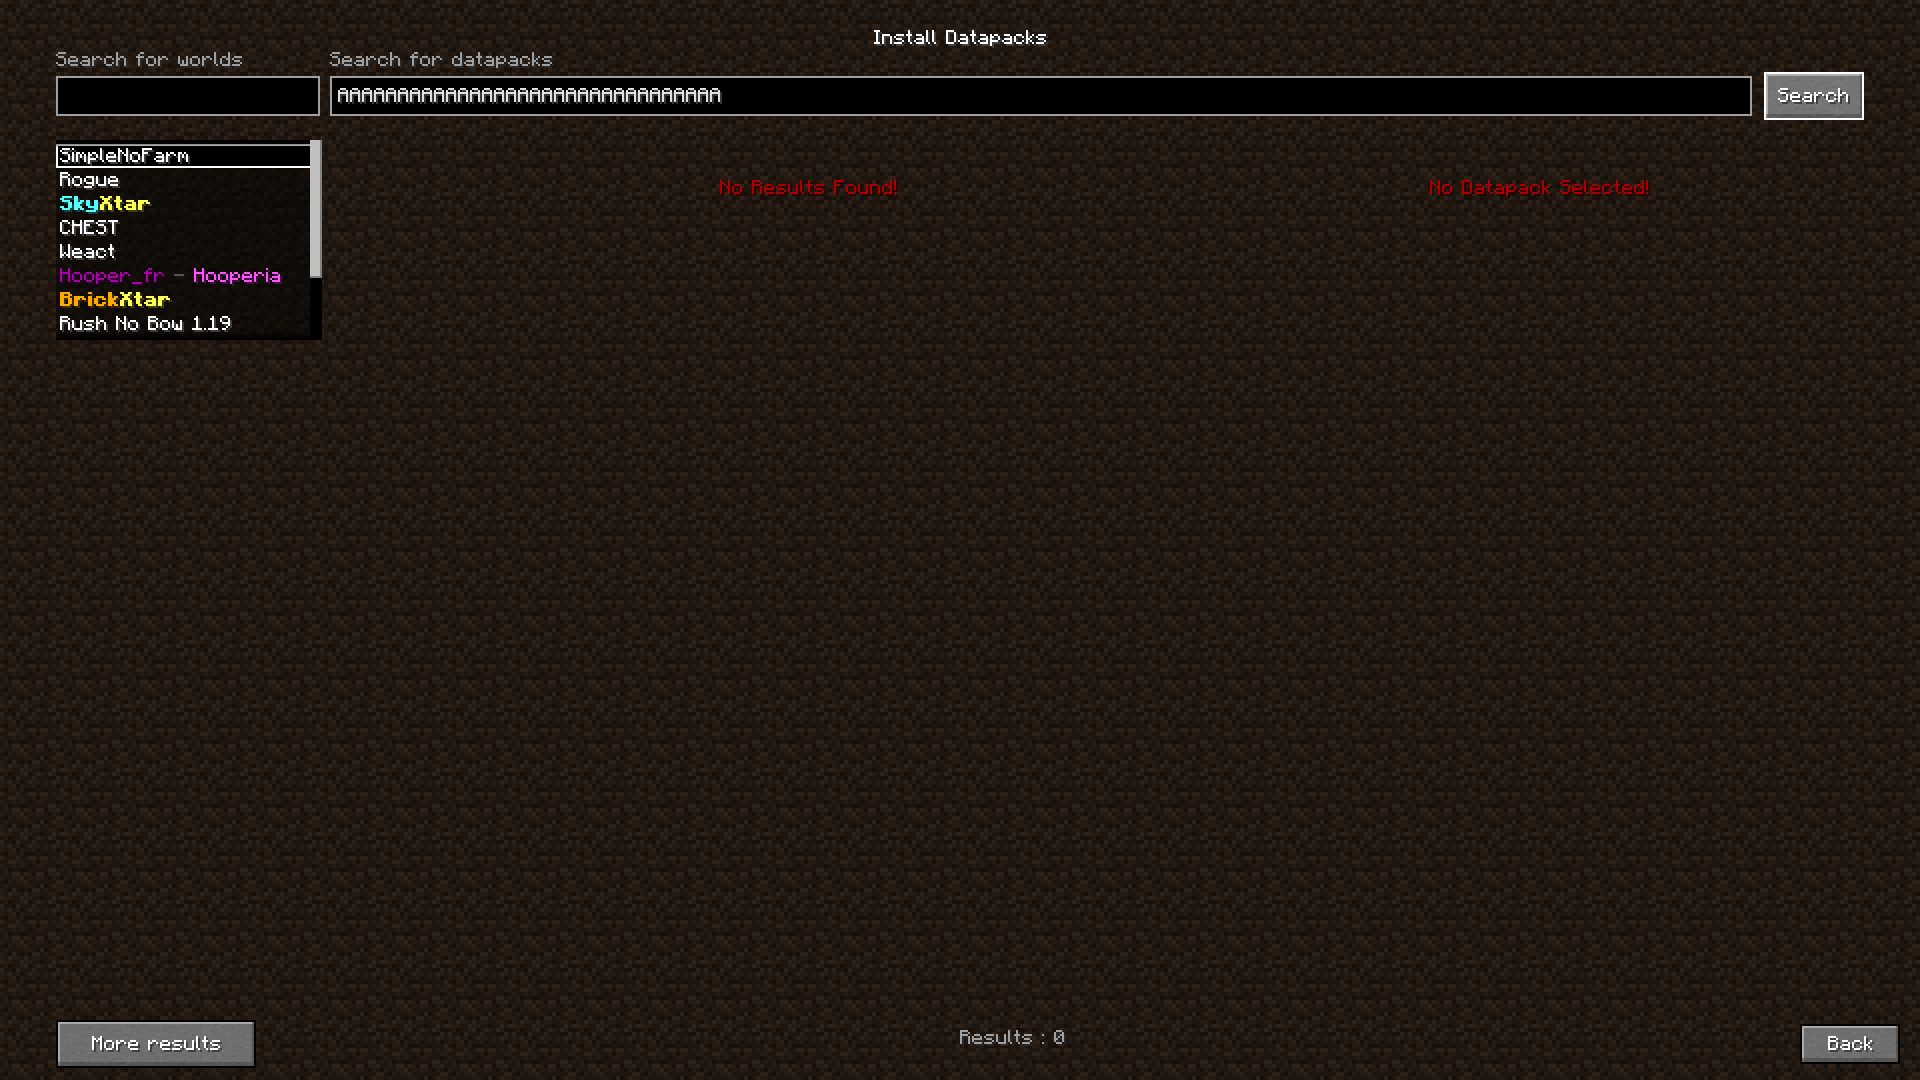 Install Datapacks
Search for worlds
Search for datapacks
AAAAAAAAAAAAAAAAAAAAAAAAAAAAAAAA
Search
SimpleNoFarm
Rogue
SkyXtar
CHEST
Weact
Hooper_fr - Hooperia
BrickXtar
Rush No Bow 1.19
No Results Found!
No Datapack Selected!
More results
Results : 0
Back